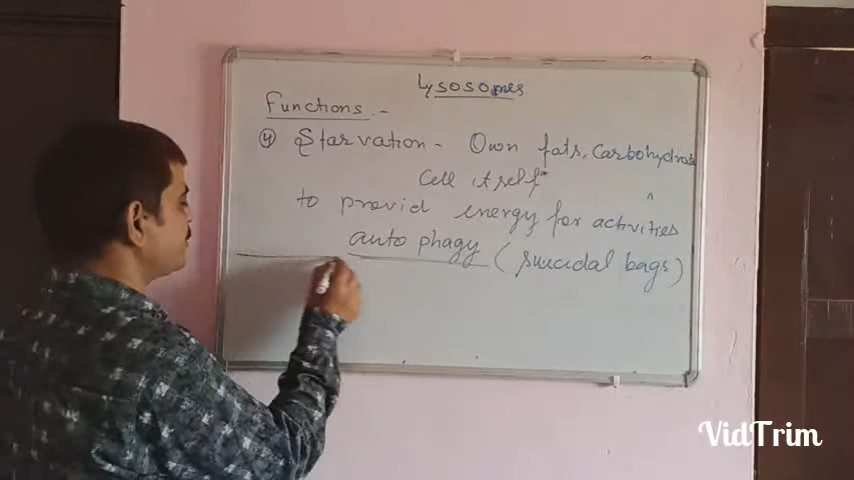 Lysosomes
Functions :-
(4) Starvation - Own fats, Carbohydrate
Cell itself
to provid energy for activities
auto phagy (suicidal bags)
VidTrim